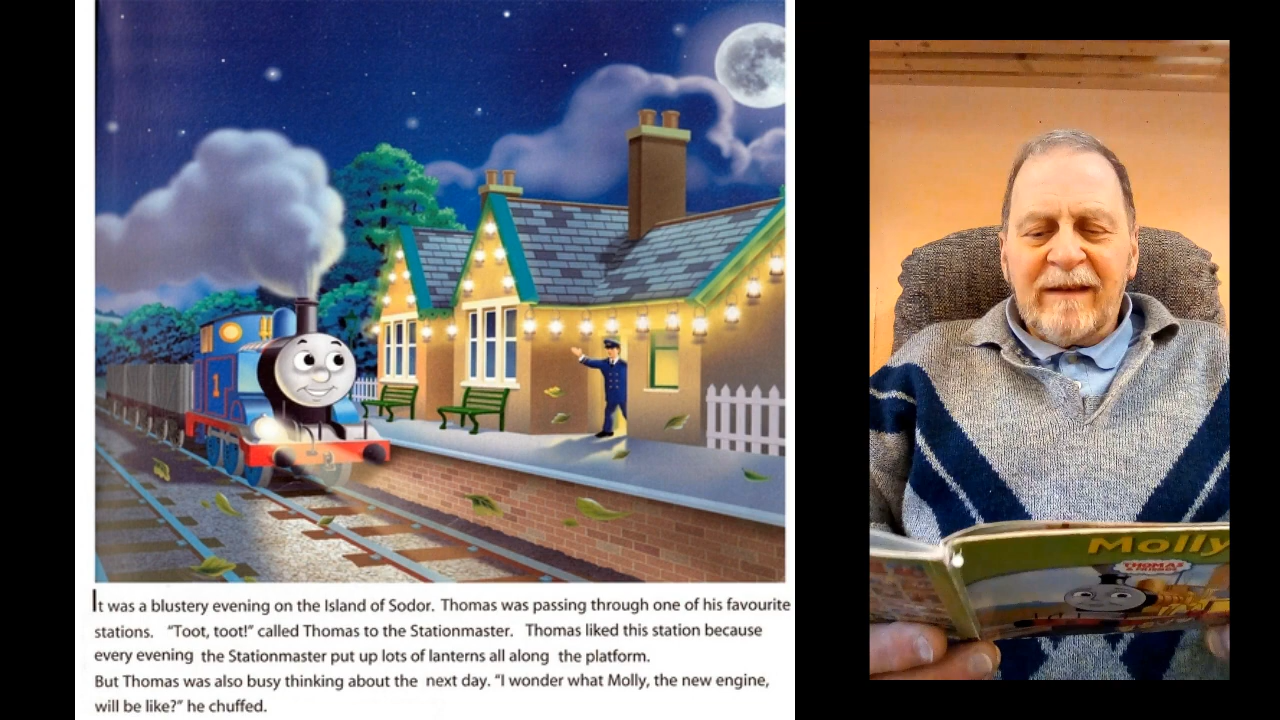 1
It was a blustery evening on the Island of Sodor. Thomas was passing through one of his favourite
stations. “Toot, toot!” called Thomas to the Stationmaster. Thomas liked this station because
every evening the Stationmaster put up lots of lanterns all along the platform.
But Thomas was also busy thinking about the next day. “I wonder what Molly, the new engine,
will be like?” he chuffed.
Molly
THOMAS
& FRIENDS